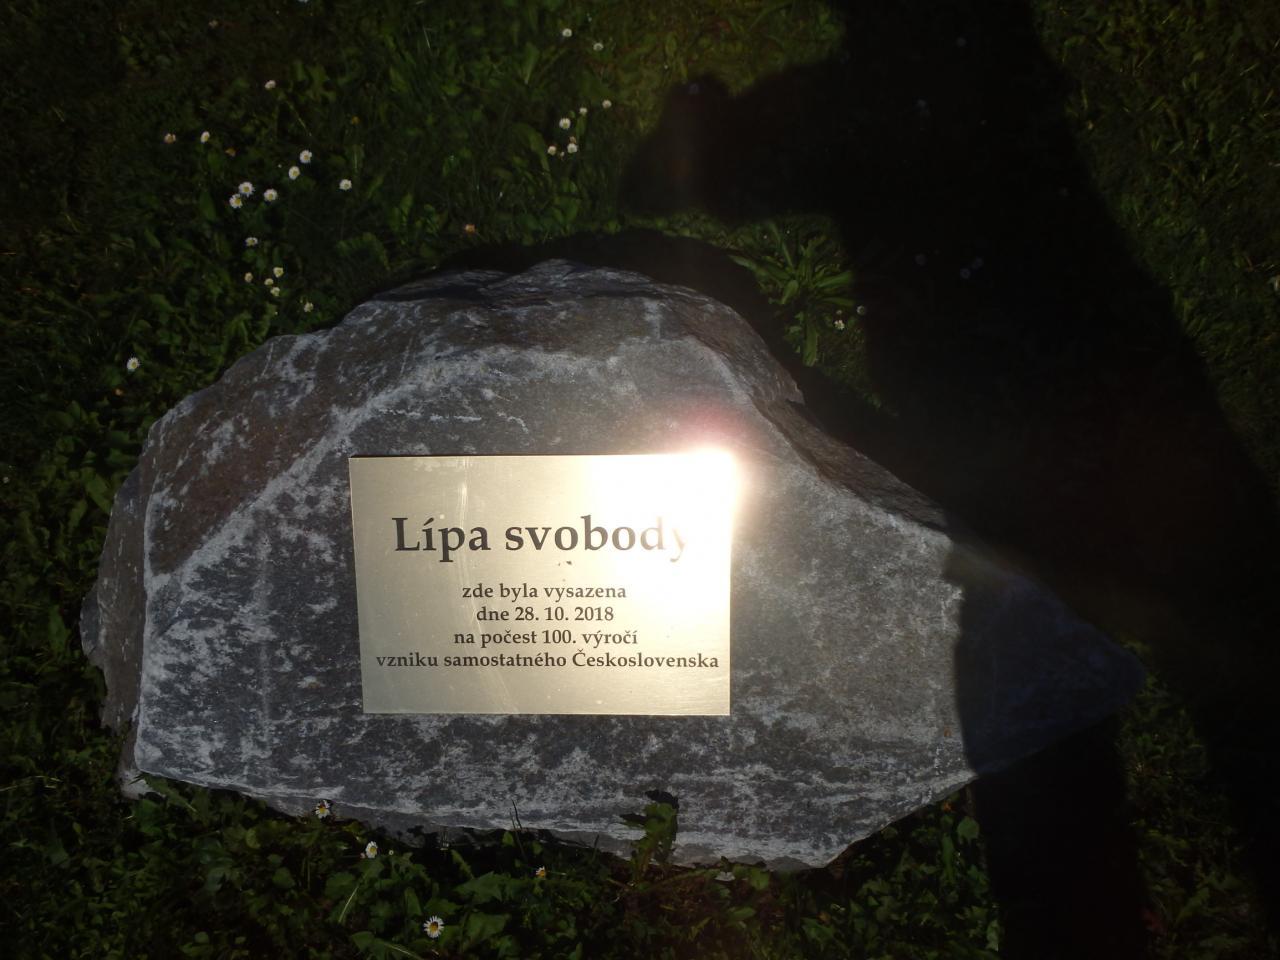 Lípa svobody
zde byla vysazena
dne 28. 10. 2018
na počest 100. výročí
vzniku samostatného Československa